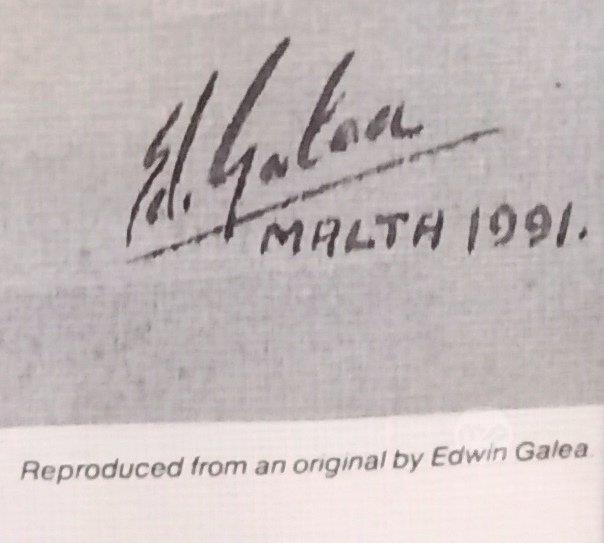 Ed. Galea
MALTA 1991.
Reproduced from an original by Edwin Galea.